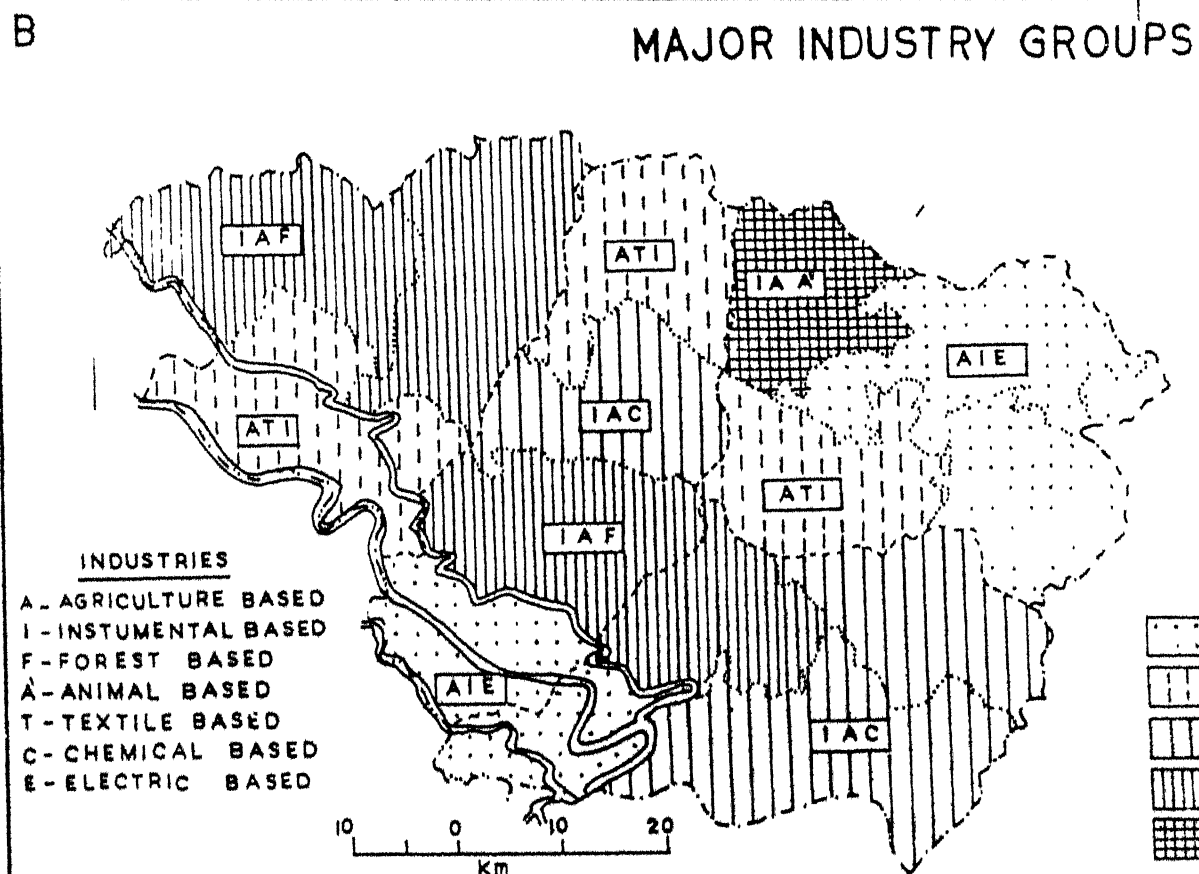 B
MAJOR INDUSTRY GROUPS
IAF
ATI
IAA'
AIE
ATI
IAC
ATI
IAF
AIE
IAC
INDUSTRIES
A - AGRICULTURE BASED
I - INSTUMENTAL BASED
F - FOREST BASED
A' - ANIMAL BASED
T - TEXTILE BASED
C - CHEMICAL BASED
E - ELECTRIC BASED
10 0 10 20
Km